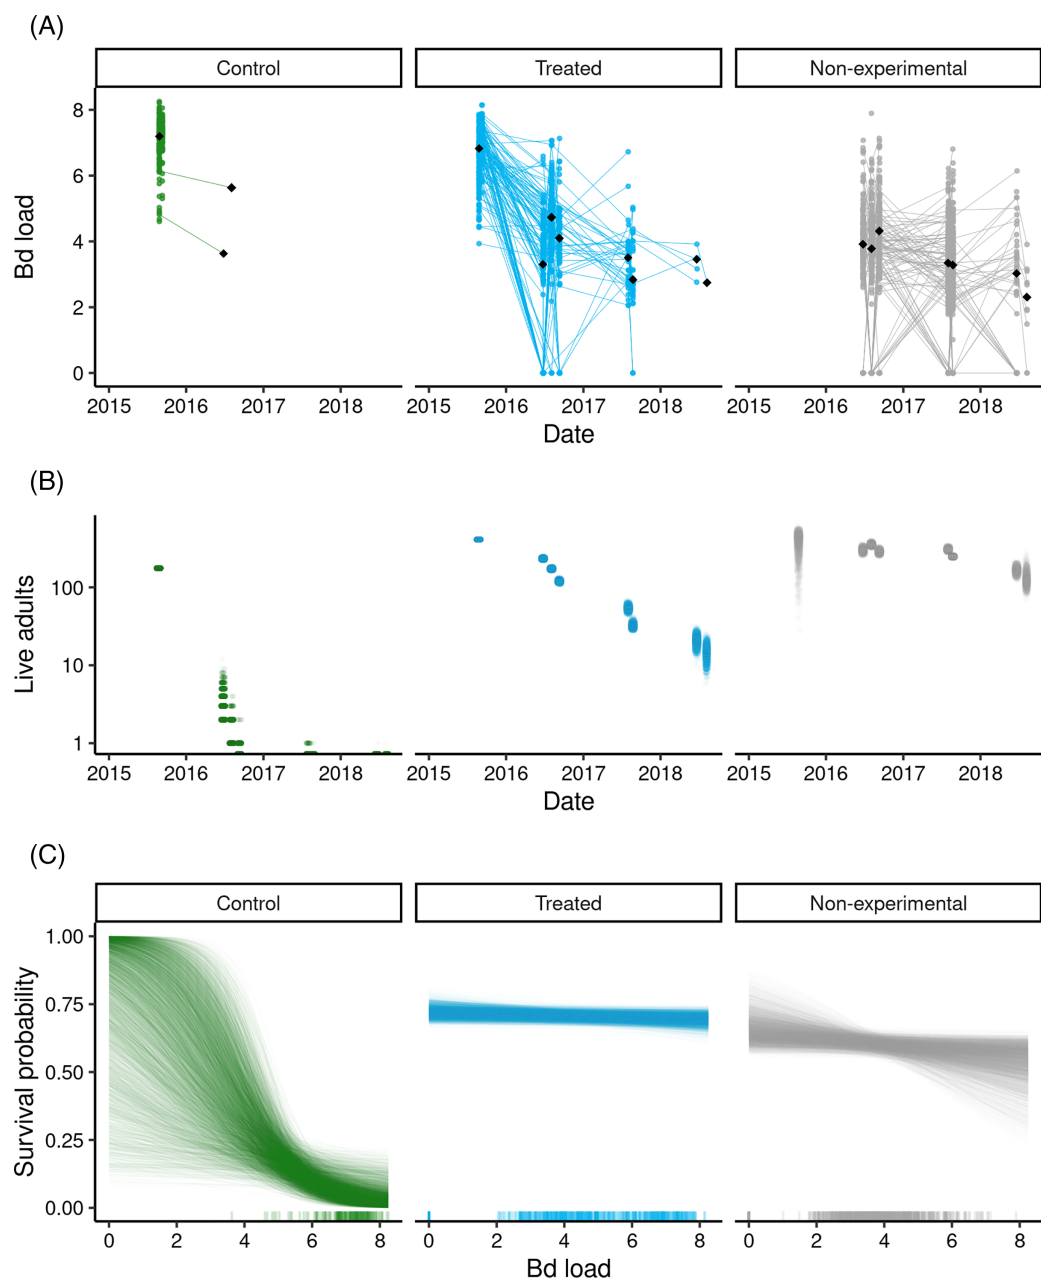 (A)
Control Treated Non-experimental
Bd load
8
6
4
2
0
2015 2016 2017 2018 2015 2016 2017 2018 2015 2016 2017 2018
Date
(B)
Live adults
100
10
1
2015 2016 2017 2018 2015 2016 2017 2018 2015 2016 2017 2018
Date
(C)
Control Treated Non-experimental
Survival probability
1.00
0.75
0.50
0.25
0.00
0 2 4 6 8 0 2 4 6 8 0 2 4 6 8
Bd load